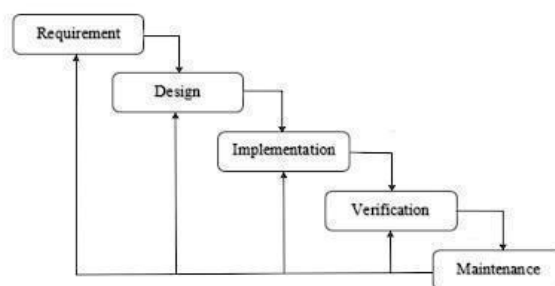 Requirement
Design
Implementation
Verification
Maintenance